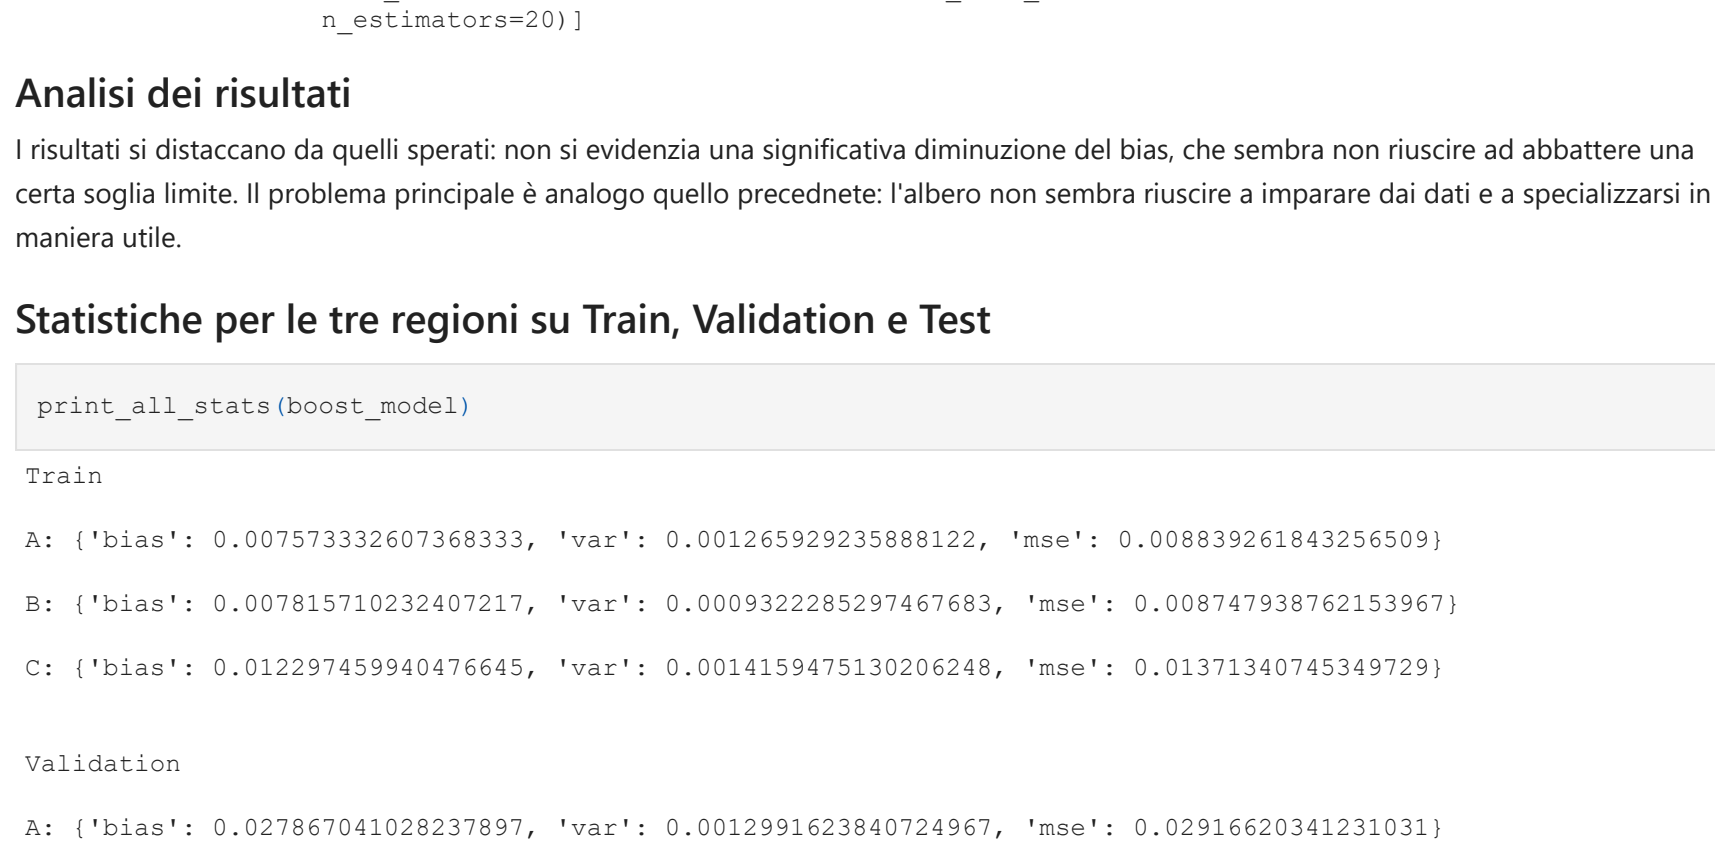 n_estimators=20)]
Analisi dei risultati
I risultati si distaccano da quelli sperati: non si evidenzia una significativa diminuzione del bias, che sembra non riuscire ad abbattere una
certa soglia limite. Il problema principale è analogo quello precednete: l'albero non sembra riuscire a imparare dai dati e a specializzarsi in
maniera utile.
Statistiche per le tre regioni su Train, Validation e Test
print_all_stats(boost_model)
Train
A: {'bias': 0.007573332607368333, 'var': 0.001265929235888122, 'mse': 0.008839261843256509}
B: {'bias': 0.007815710232407217, 'var': 0.0009322285297467683, 'mse': 0.008747938762153967}
C: {'bias': 0.012297459940476645, 'var': 0.0014159475130206248, 'mse': 0.01371340745349729}
Validation
A: {'bias': 0.027867041028237897, 'var': 0.0012991623840724967, 'mse': 0.02916620341231031}